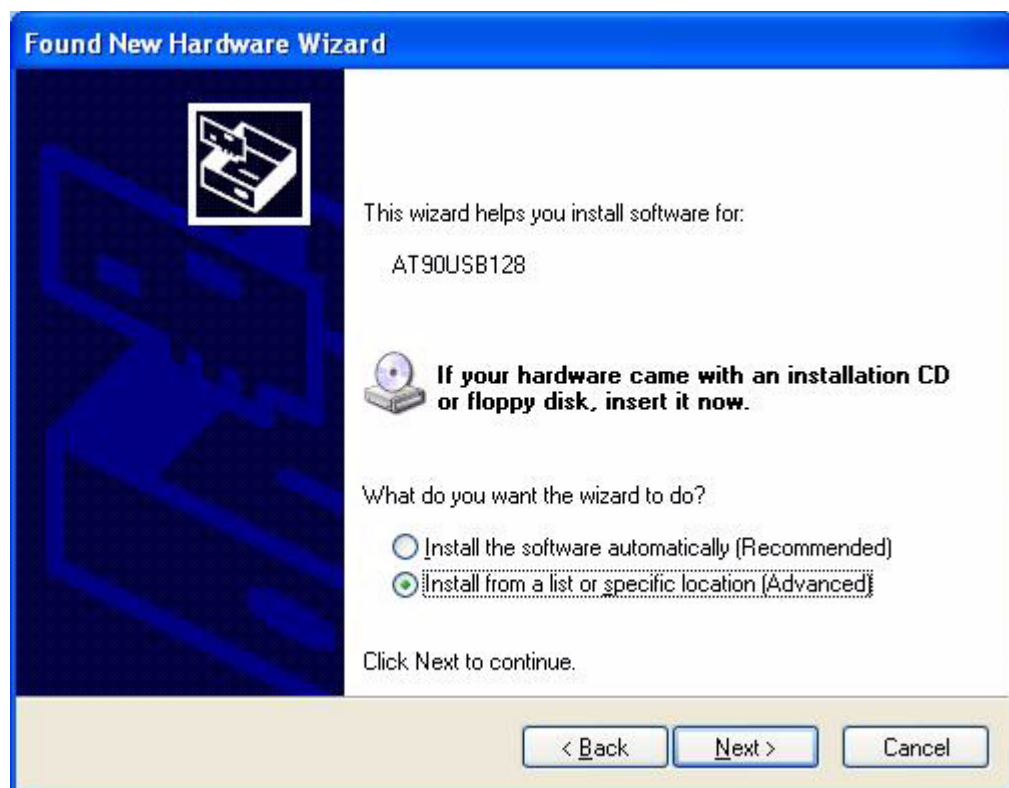 Found New Hardware Wizard
This wizard helps you install software for:
AT90USB128
If your hardware came with an installation CD
or floppy disk, insert it now.
What do you want the wizard to do?
Install the software automatically (Recommended)
Install from a list or specific location (Advanced)
Click Next to continue.
< Back Next > Cancel